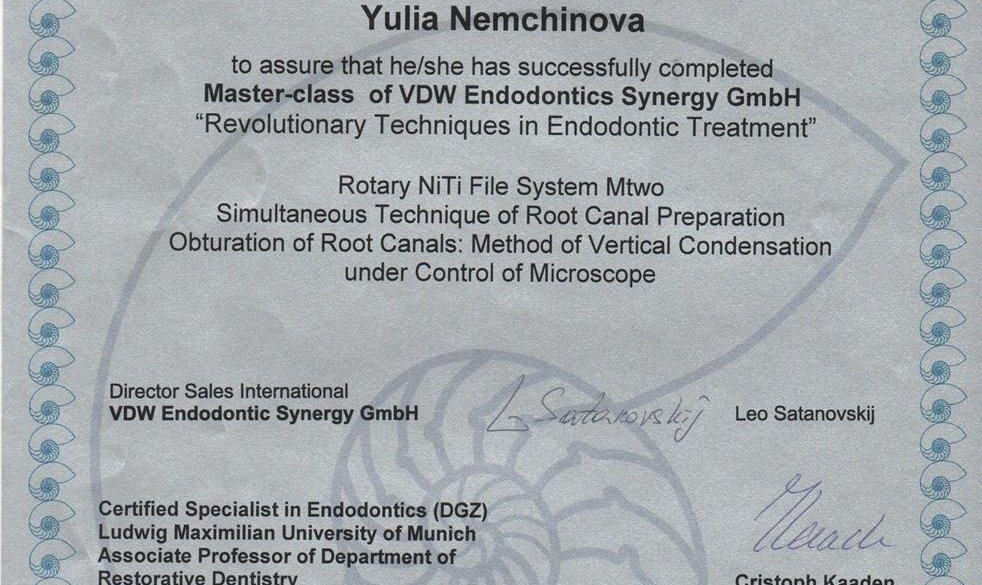 Yulia Nemchinova
to assure that he/she has successfully completed
Master-class of VDW Endodontics Synergy GmbH
“Revolutionary Techniques in Endodontic Treatment”
Rotary NiTi File System Mtwo
Simultaneous Technique of Root Canal Preparation
Obturation of Root Canals: Method of Vertical Condensation
under Control of Microscope
Director Sales International
VDW Endodontic Synergy GmbH
L Satanovskij
Leo Satanovskij
Certified Specialist in Endodontics (DGZ)
Ludwig Maximilian University of Munich
Associate Professor of Department of
Restorative Dentistry
Cristoph Kaaden